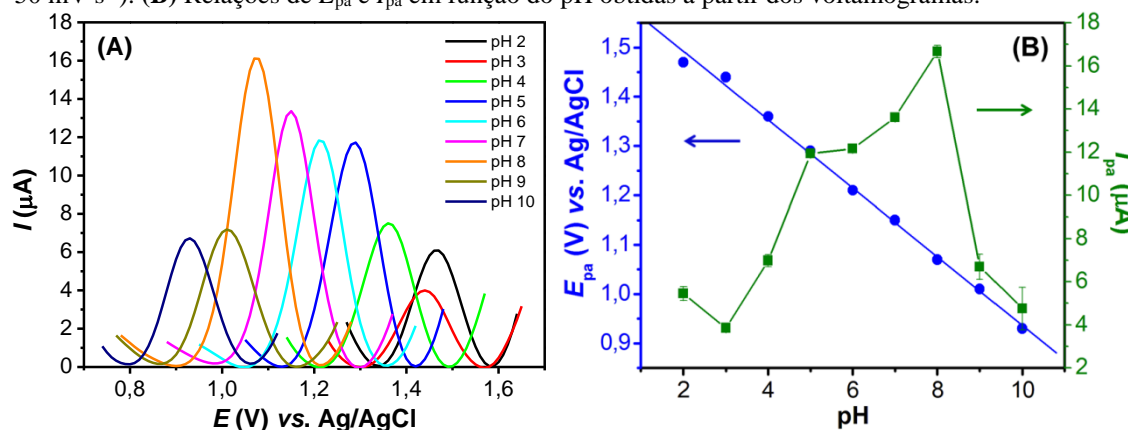 50 mV s⁻¹). (B) Relações de Epa e Ipa em função do pH obtidas a partir dos voltamogramas.
(A)
18
16
14
12
10
8
6
4
2
0
I (µA)
pH 2
pH 3
pH 4
pH 5
pH 6
pH 7
pH 8
pH 9
pH 10
0,8 1,0 1,2 1,4 1,6
E (V) vs. Ag/AgCl
(B)
1,5
1,4
1,3
1,2
1,1
1,0
0,9
Epa (V) vs. Ag/AgCl
18
16
14
12
10
8
6
4
2
Ipa (µA)
2 3 4 5 6 7 8 9 10
pH